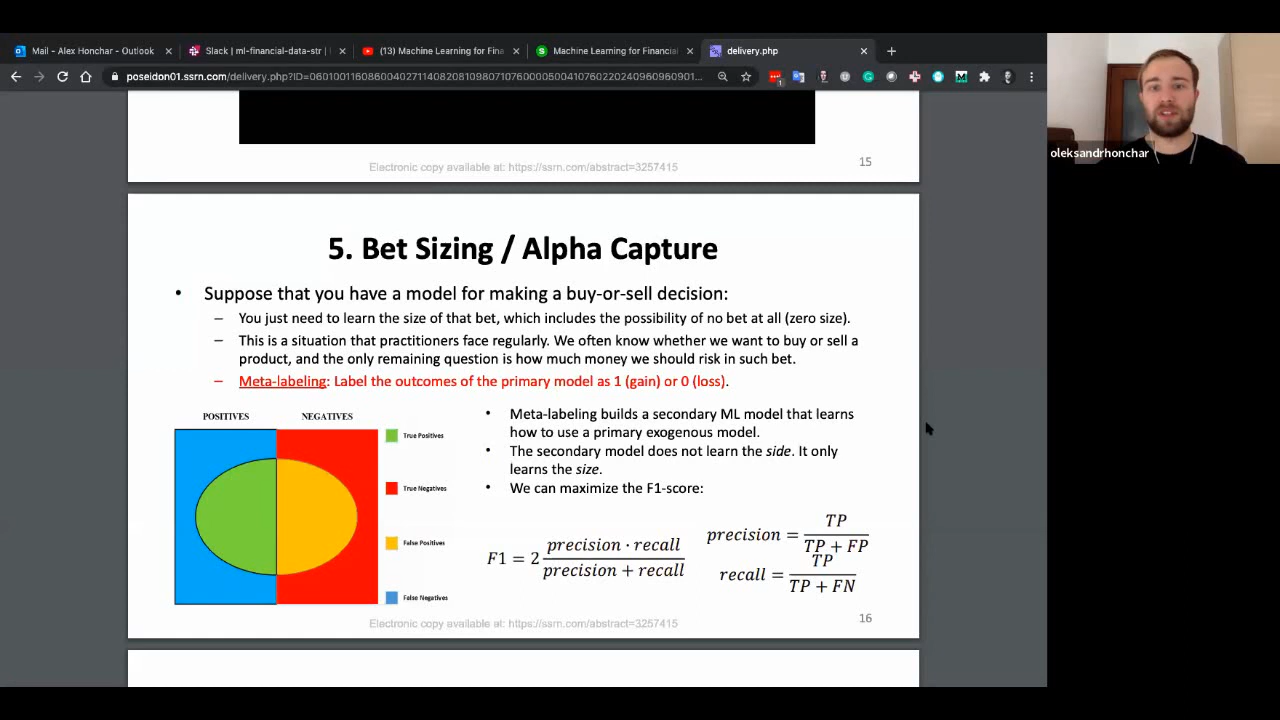 Mail - Alex Honchar - Outlook
Slack | ml-financial-data-str |
(13) Machine Learning for Fina
Machine Learning for Financial
delivery.php
poseidon01.ssrn.com/delivery.php?ID=
oleksandrhonchar
Electronic copy available at: https://ssrn.com/abstract=3257415
15
5. Bet Sizing / Alpha Capture
• Suppose that you have a model for making a buy-or-sell decision:
– You just need to learn the size of that bet, which includes the possibility of no bet at all (zero size).
– This is a situation that practitioners face regularly. We often know whether we want to buy or sell a
product, and the only remaining question is how much money we should risk in such bet.
– Meta-labeling: Label the outcomes of the primary model as 1 (gain) or 0 (loss).
POSITIVES NEGATIVES
True Positives
True Negatives
False Positives
False Negatives
• Meta-labeling builds a secondary ML model that learns
how to use a primary exogenous model.
• The secondary model does not learn the side. It only
learns the size.
• We can maximize the F1-score:
F1 = 2 precision · recall / precision + recall
precision = TP / TP + FP
recall = TP / TP + FN
Electronic copy available at: https://ssrn.com/abstract=3257415
16